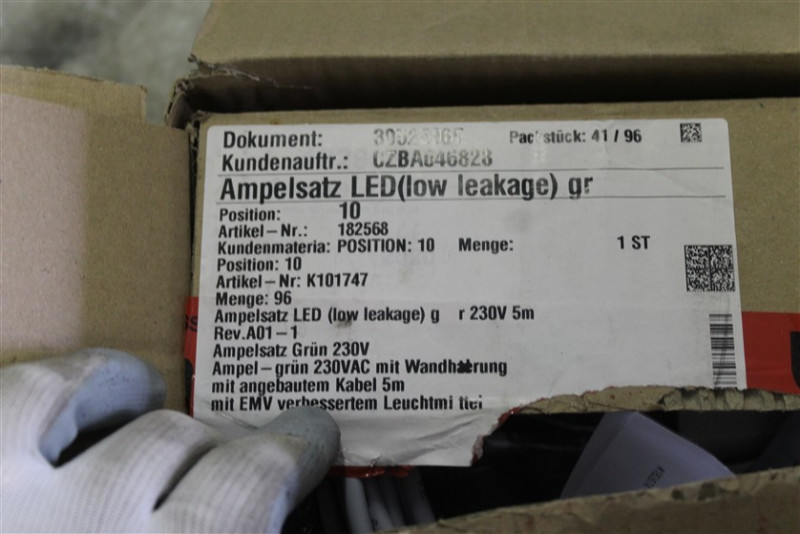 Dokument: Packstück: 41 / 96
Kundenauftr.: CZBA646828
Ampelsatz LED(low leakage) gr
Position: 10
Artikel-Nr.: 182568
Kundenmateria: POSITION: 10 Menge: 1 ST
Position: 10
Artikel-Nr: K101747
Menge: 96
Ampelsatz LED (low leakage) g r 230V 5m
Rev.A01-1
Ampelsatz Grün 230V
Ampel-grün 230VAC mit Wandhalterung
mit angebautem Kabel 5m
mit EMV verbessertem Leuchtmittel